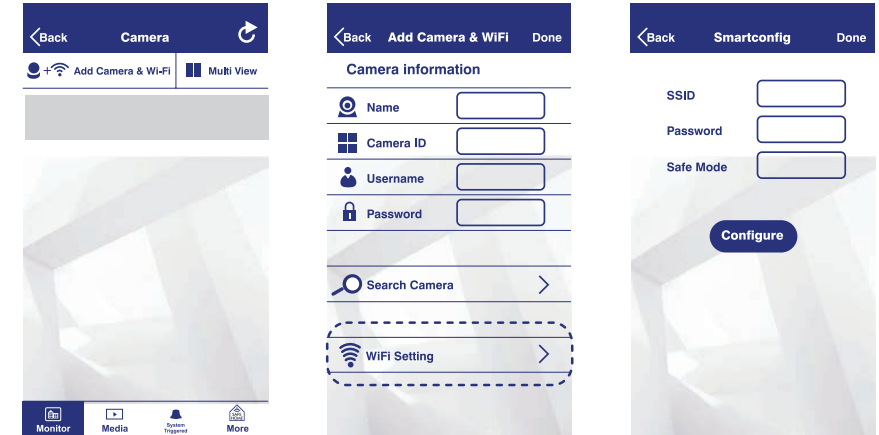 Back Camera
Add Camera & Wi-Fi Multi View
Monitor Media System Triggered More
Back Add Camera & WiFi Done
Camera information
Name
Camera ID
Username
Password
Search Camera
WiFi Setting
Back Smartconfig Done
SSID
Password
Safe Mode
Configure